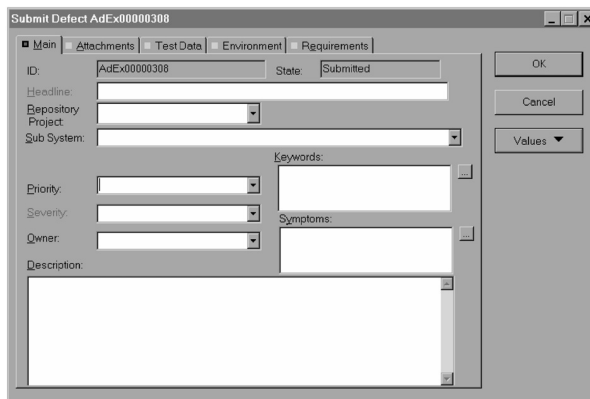 Submit Defect AdEx00000308
Main Attachments Test Data Environment Requirements
ID: AdEx00000308 State: Submitted
OK
Headline:
Repository
Project:
Cancel
Sub System:
Values
Keywords:
...
Priority:
Severity:
Symptoms:
...
Owner:
Description: